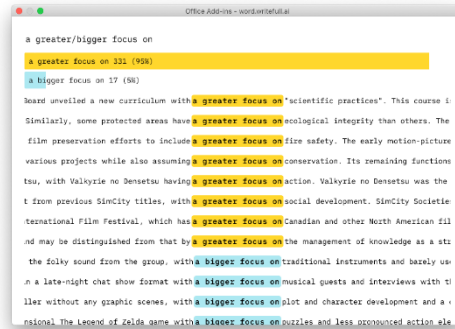 Office Add-ins - word.writefull.ai
a greater/bigger focus on
a greater focus on 331 (95%)
a bigger focus on 17 (5%)
Board unveiled a new curriculum with a greater focus on "scientific practices". This course is
Similarly, some protected areas have a greater focus on ecological integrity than others. The
film preservation efforts to include a greater focus on fire safety. The early motion-picture
various projects while also assuming a greater focus on conservation. Its remaining functions
tsu, with Valkyrie no Densetsu having a greater focus on action. Valkyrie no Densetsu was the
t from previous SimCity titles, with a greater focus on social development. SimCity Societies
ternational Film Festival, which has a greater focus on Canadian and other North American fil
nd may be distinguished from that by a greater focus on the management of knowledge as a str
the folky sound from the group, with a bigger focus on traditional instruments and barely use
n a late-night chat show format with a bigger focus on musical guests and interviews with th
ller without any graphic scenes, with a bigger focus on plot and character development and a
nsional The Legend of Zelda game with a bigger focus on puzzles and less pronounced action ele